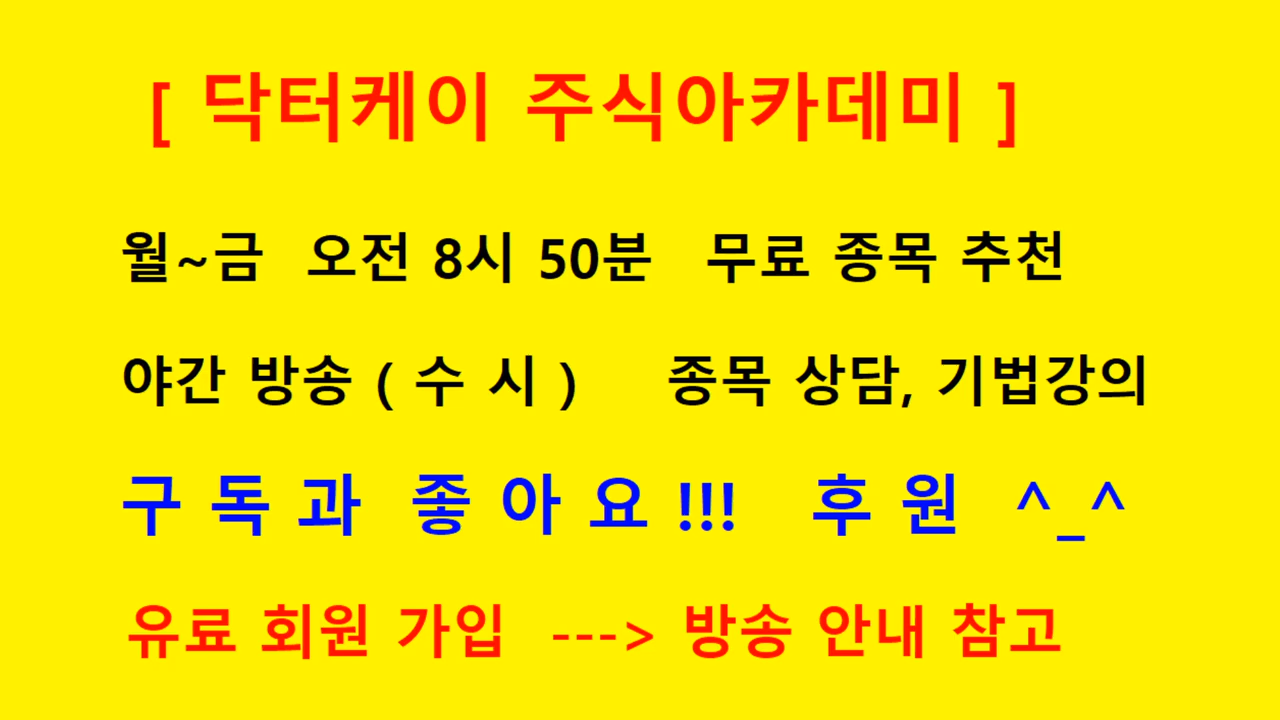 [ 닥터케이 주식아카데미 ]
월~금 오전 8시 50분 무료 종목 추천
야간 방송 ( 수 시 ) 종목 상담, 기법강의
구 독 과 좋 아 요 !!! 후 원 ^_^
유료 회원 가입 ---> 방송 안내 참고